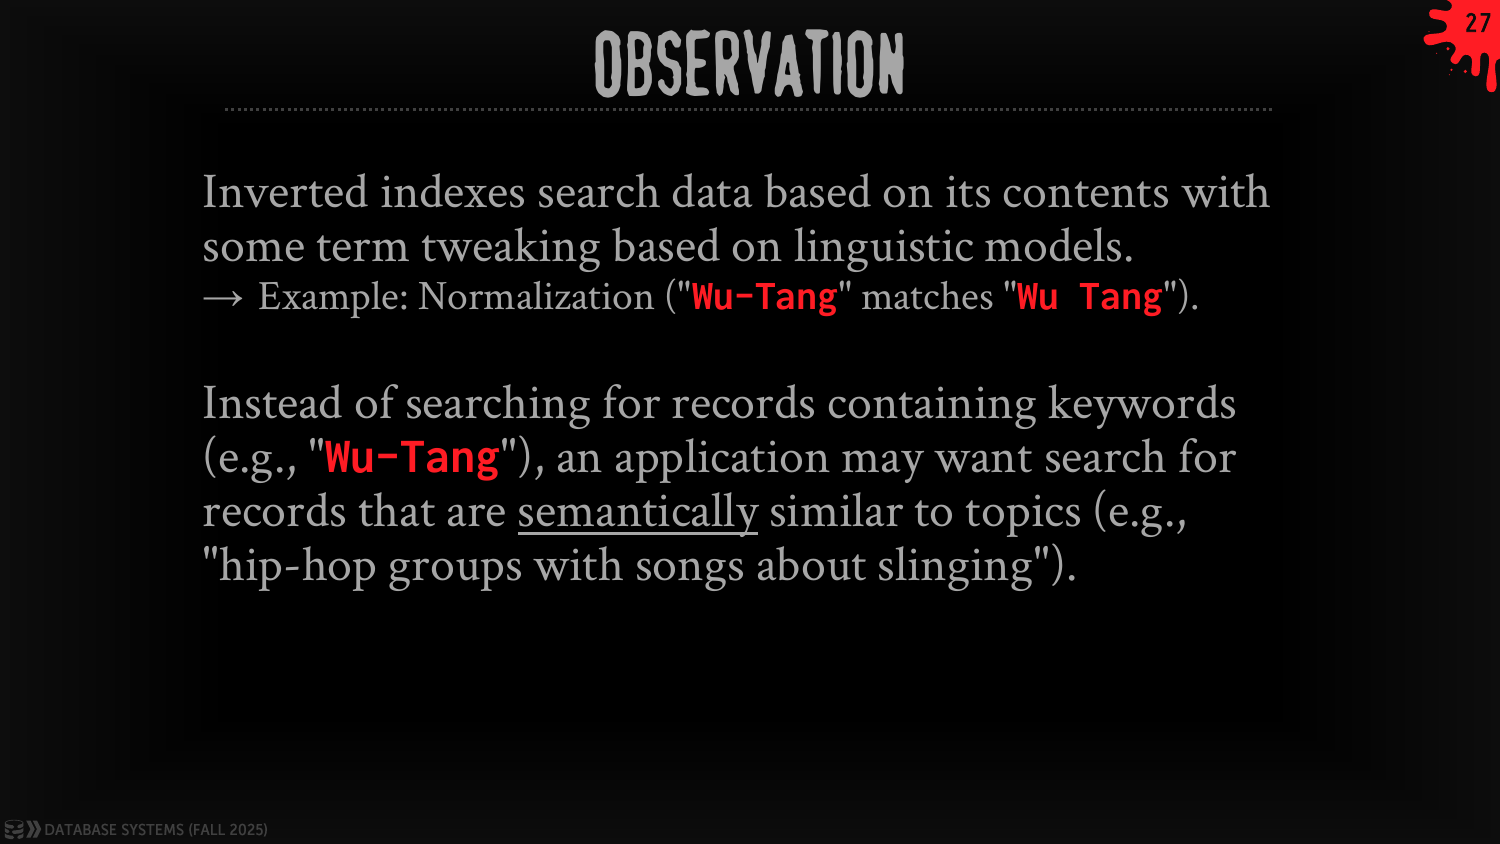 27
OBSERVATION
Inverted indexes search data based on its contents with
some term tweaking based on linguistic models.
→ Example: Normalization ("Wu-Tang" matches "Wu Tang").
Instead of searching for records containing keywords
(e.g., "Wu-Tang"), an application may want search for
records that are semantically similar to topics (e.g.,
"hip-hop groups with songs about slinging").
DATABASE SYSTEMS (FALL 2025)